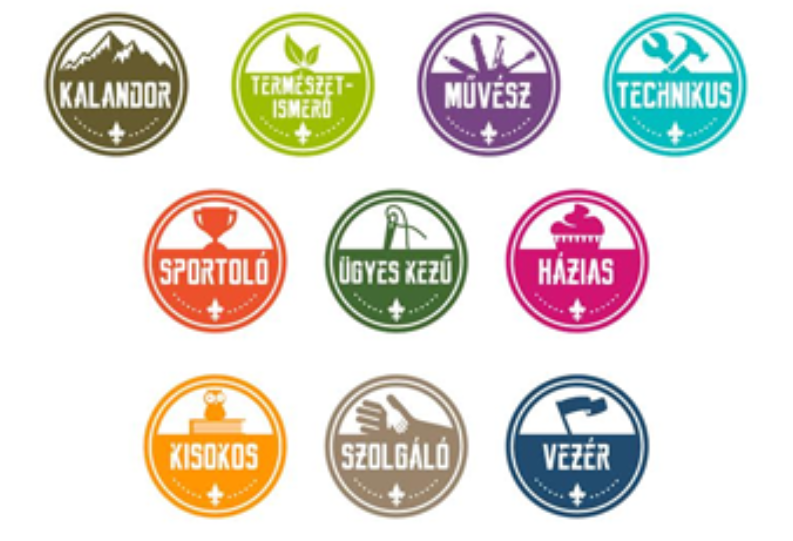 KALANDOR
TERMÉSZET-
ISMERŐ
MŰVÉSZ
TECHNIKUS
SPORTOLÓ
ÜGYES KEZŰ
HÁZIAS
KISOKOS
SZOLGÁLÓ
VEZÉR